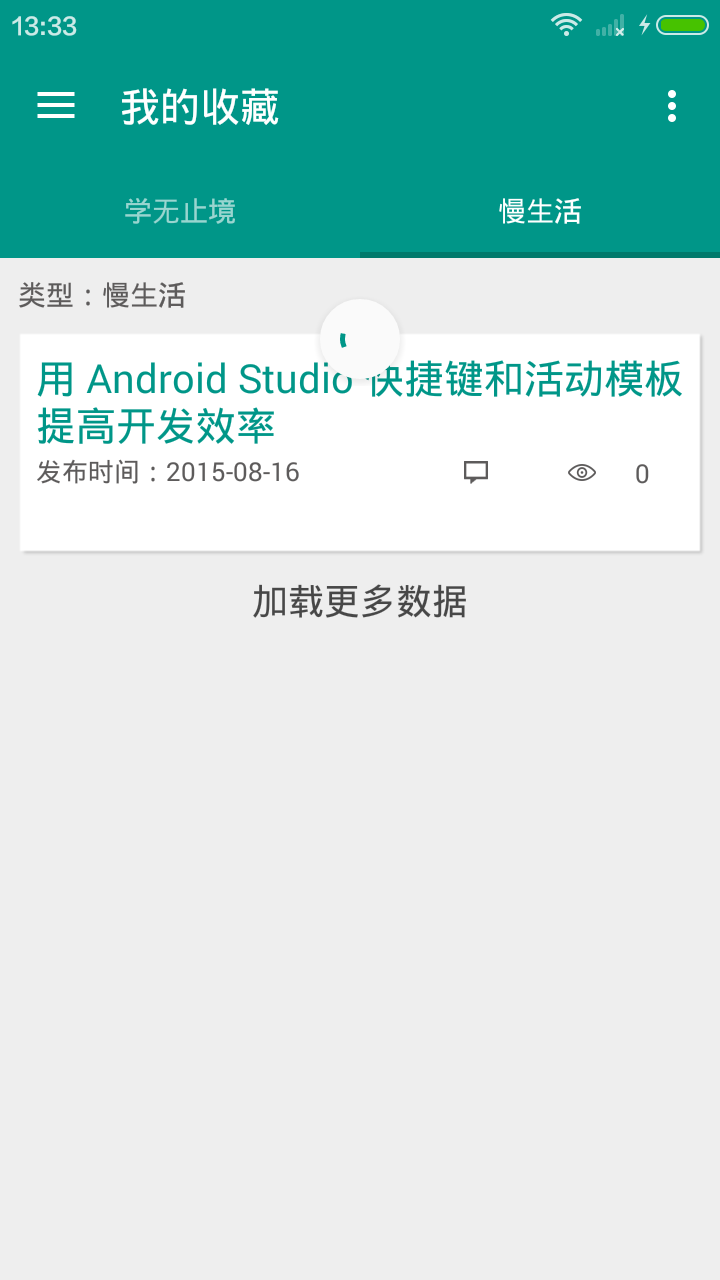 13:33
我的收藏
学无止境
慢生活
类型：慢生活
用 Android Studio 快捷键和活动模板
提高开发效率
发布时间：2015-08-16
0
加载更多数据